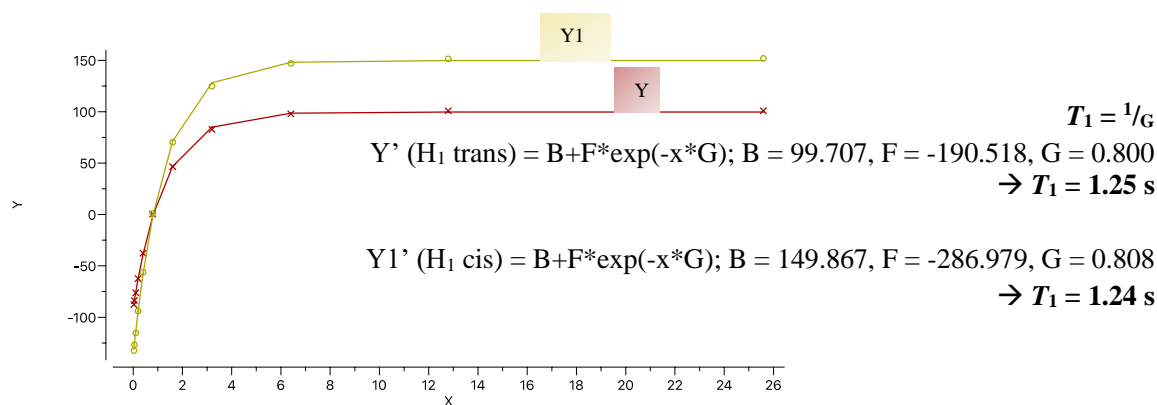 Y1
150
Y
100
T₁ = ¹/G
Y’ (H₁ trans) = B+F*exp(-x*G); B = 99.707, F = -190.518, G = 0.800
50
→ T₁ = 1.25 s
Y
0
Y1’ (H₁ cis) = B+F*exp(-x*G); B = 149.867, F = -286.979, G = 0.808
-50
→ T₁ = 1.24 s
-100
0 2 4 6 8 10 12 14 16 18 20 22 24 26
X